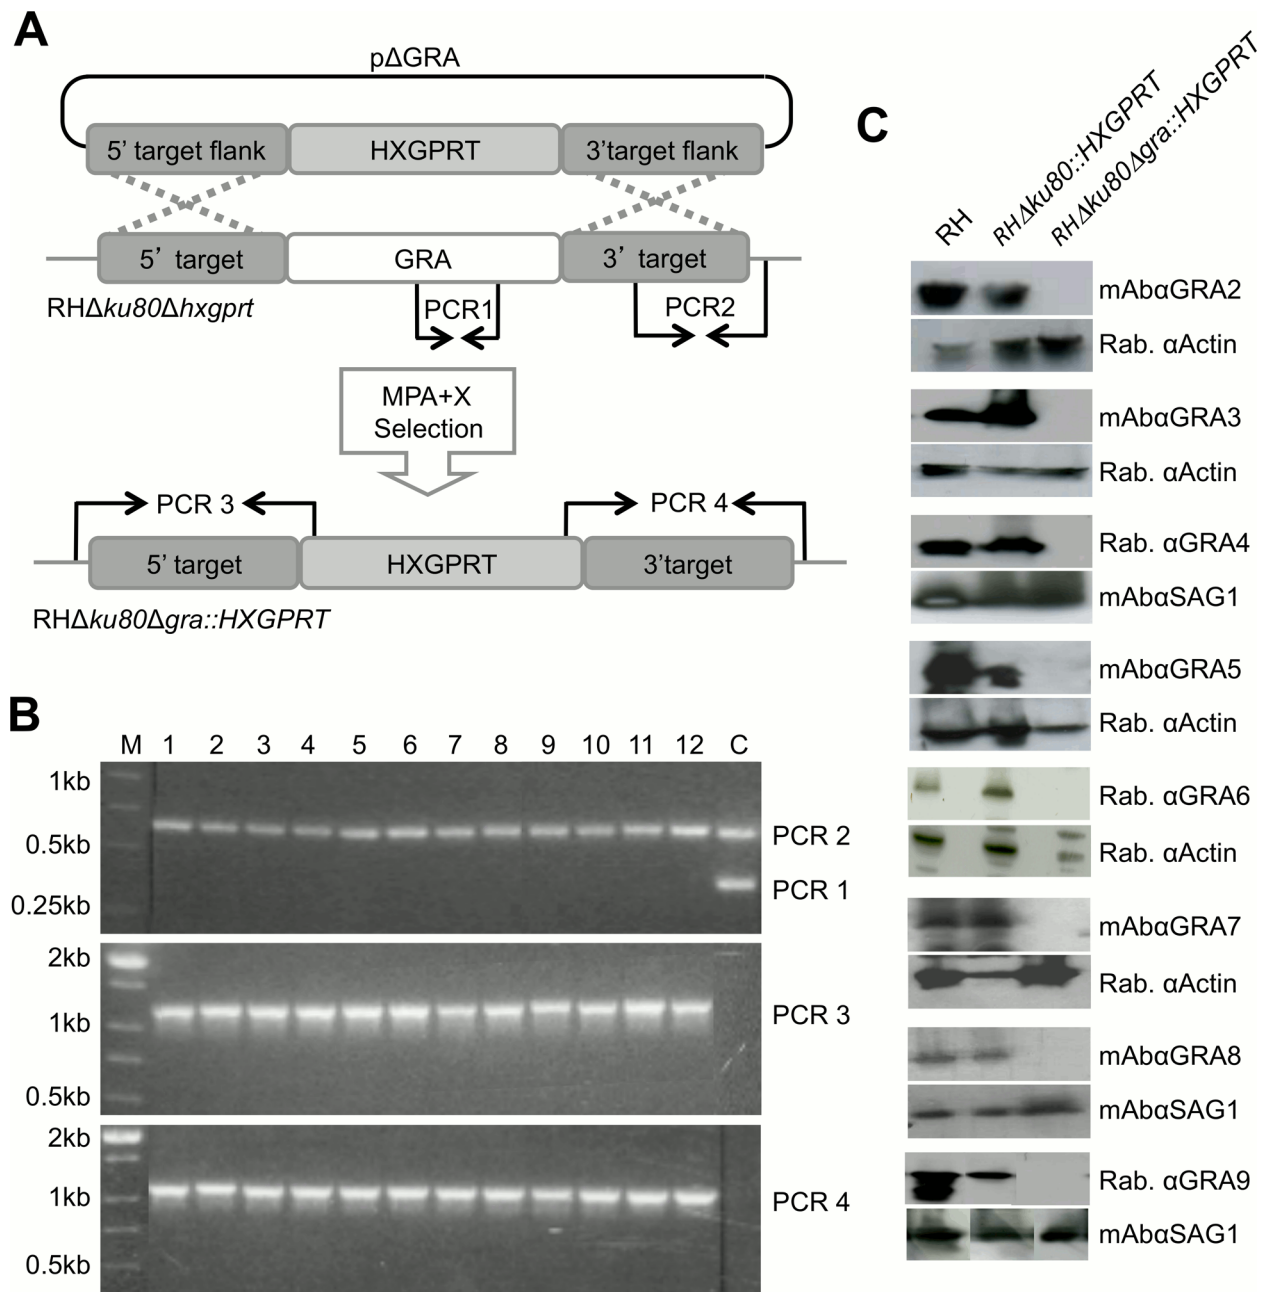 A
pΔGRA
5’ target flank HXGPRT 3’target flank
5’ target GRA 3’ target
RHΔku80Δhxgprt
PCR1 PCR2
MPA+X
Selection
PCR 3 PCR 4
5’ target HXGPRT 3’target
RHΔku80Δgra::HXGPRT
B
M 1 2 3 4 5 6 7 8 9 10 11 12 C
1kb
0.5kb
0.25kb
PCR 2
PCR 1
2kb
1kb
0.5kb
PCR 3
2kb
1kb
0.5kb
PCR 4
C
RH
RHΔku80::HXGPRT
RHΔku80Δgra::HXGPRT
mAbαGRA2
Rab. αActin
mAbαGRA3
Rab. αActin
Rab. αGRA4
mAbαSAG1
mAbαGRA5
Rab. αActin
Rab. αGRA6
Rab. αActin
mAbαGRA7
Rab. αActin
mAbαGRA8
mAbαSAG1
Rab. αGRA9
mAbαSAG1